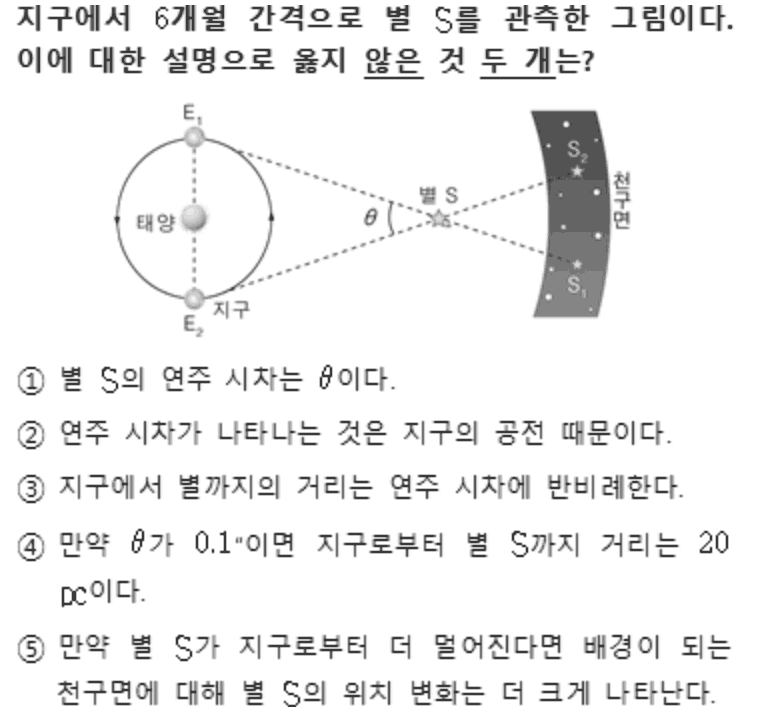 지구에서 6개월 간격으로 별 S를 관측한 그림이다.
이에 대한 설명으로 옳지 않은 것 두 개는?
E₁
S₂
별 S
천구면
θ
태양
S₁
지구
E₂
① 별 S의 연주 시차는 θ이다.
② 연주 시차가 나타나는 것은 지구의 공전 때문이다.
③ 지구에서 별까지의 거리는 연주 시차에 반비례한다.
④ 만약 θ가 0.1″이면 지구로부터 별 S까지 거리는 20
pc이다.
⑤ 만약 별 S가 지구로부터 더 멀어진다면 배경이 되는
천구면에 대해 별 S의 위치 변화는 더 크게 나타난다.